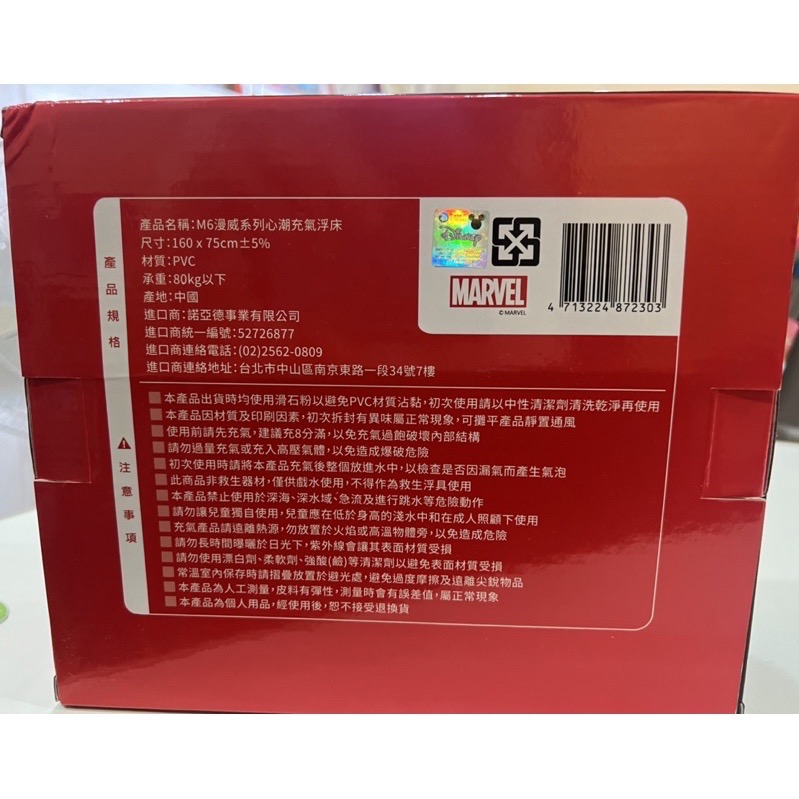 產品規格
產品名稱:M6漫威系列心潮充氣浮床
尺寸:160 x 75cm±5%
材質:PVC
承重:80kg以下
產地:中國
進口商:諾亞德事業有限公司
進口商統一編號:52726877
進口商連絡電話:(02)2562-0809
進口商連絡地址:台北市中山區南京東路一段34號7樓
MARVEL
© MARVEL
4 713224 872303
注意事項
本產品出貨時均使用滑石粉以避免PVC材質沾黏,初次使用請以中性清潔劑清洗乾淨再使用
本產品因材質及印刷因素,初次拆封有異味屬正常現象,可攤平產品靜置通風
使用前請先充氣,建議充8分滿,以免充氣過飽破壞內部結構
請勿過量充氣或充入高壓氣體,以免造成爆破危險
初次使用時請將本產品充氣後整個放進水中,以檢查是否因漏氣而產生氣泡
此商品非救生器材,僅供戲水使用,不得作為救生浮具使用
本產品禁止使用於深海、深水域、急流及進行跳水等危險動作
請勿讓兒童獨自使用,兒童應在低於身高的淺水中和在成人照顧下使用
充氣產品請遠離熱源,勿放置於火焰或高溫物體旁,以免造成危險
請勿長時間曝曬於日光下,紫外線會讓其表面材質受損
請勿使用漂白劑、柔軟劑、強酸(鹼)等清潔劑以避免表面材質受損
常溫室內保存時請摺疊放置於避光處,避免過度摩擦及遠離尖銳物品
本產品為人工測量,皮料有彈性,測量時會有誤差值,屬正常現象
本產品為個人用品,經使用後,恕不接受退換貨